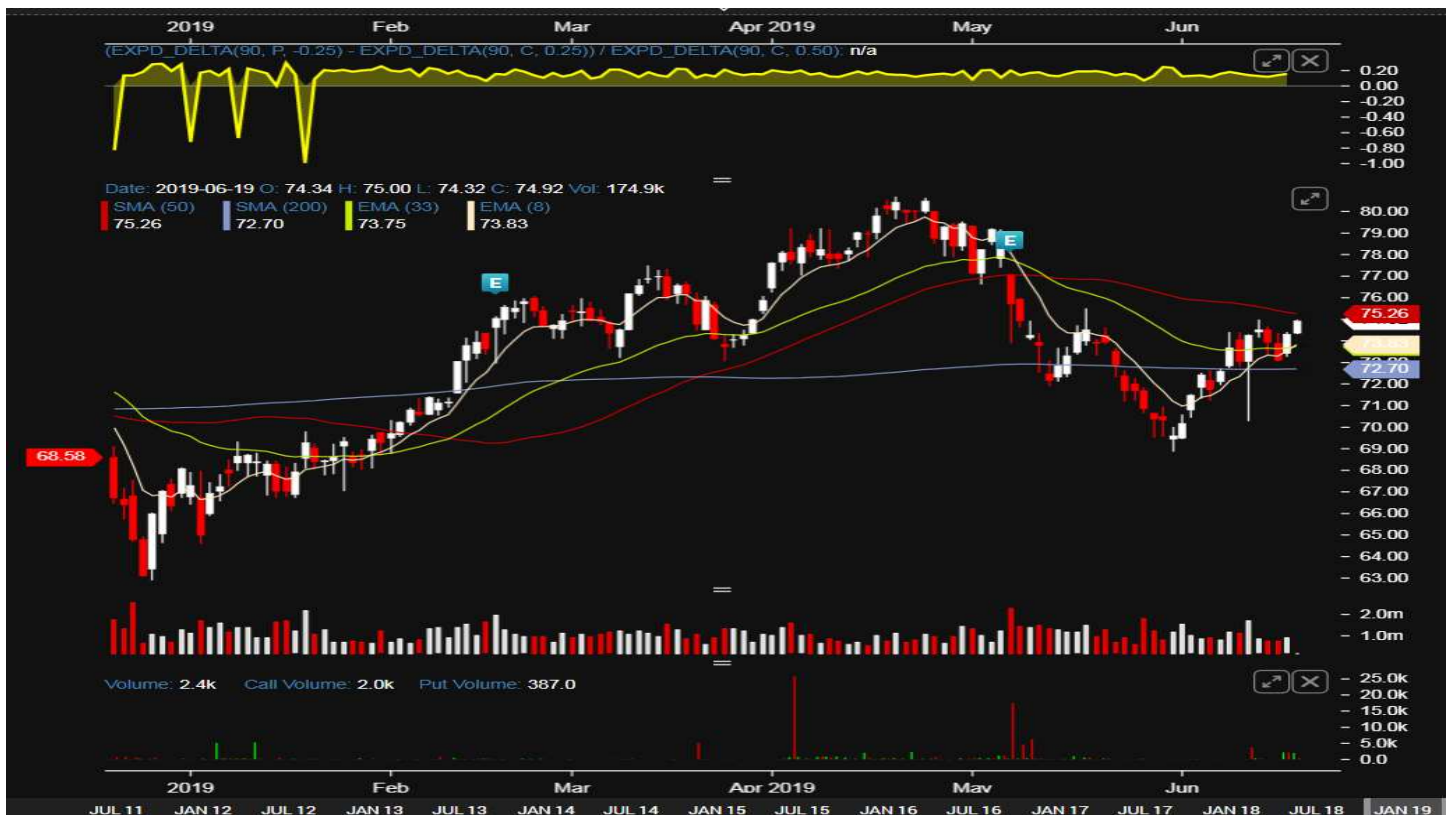 2019 Feb Mar Apr 2019 May Jun
(EXPD_DELTA(90, P, -0.25) - EXPD_DELTA(90, C, 0.25)) / EXPD_DELTA(90, C, 0.50): n/a
0.20
0.00
-0.20
-0.40
-0.60
-0.80
-1.00
Date: 2019-06-19 O: 74.34 H: 75.00 L: 74.32 C: 74.92 Vol: 174.9k
SMA (50) SMA (200) EMA (33) EMA (8)
75.26 72.70 73.75 73.83
80.00
79.00
78.00
77.00
76.00
75.26
73.83
72.70
72.00
71.00
70.00
69.00
68.00
67.00
66.00
65.00
64.00
63.00
E
E
68.58
2.0m
1.0m
Volume: 2.4k Call Volume: 2.0k Put Volume: 387.0
25.0k
20.0k
15.0k
10.0k
5.0k
0.0
2019 Feb Mar Apr 2019 May Jun
JUL 11 JAN 12 JUL 12 JAN 13 JUL 13 JAN 14 JUL 14 JAN 15 JUL 15 JAN 16 JUL 16 JAN 17 JUL 17 JAN 18 JUL 18 JAN 19